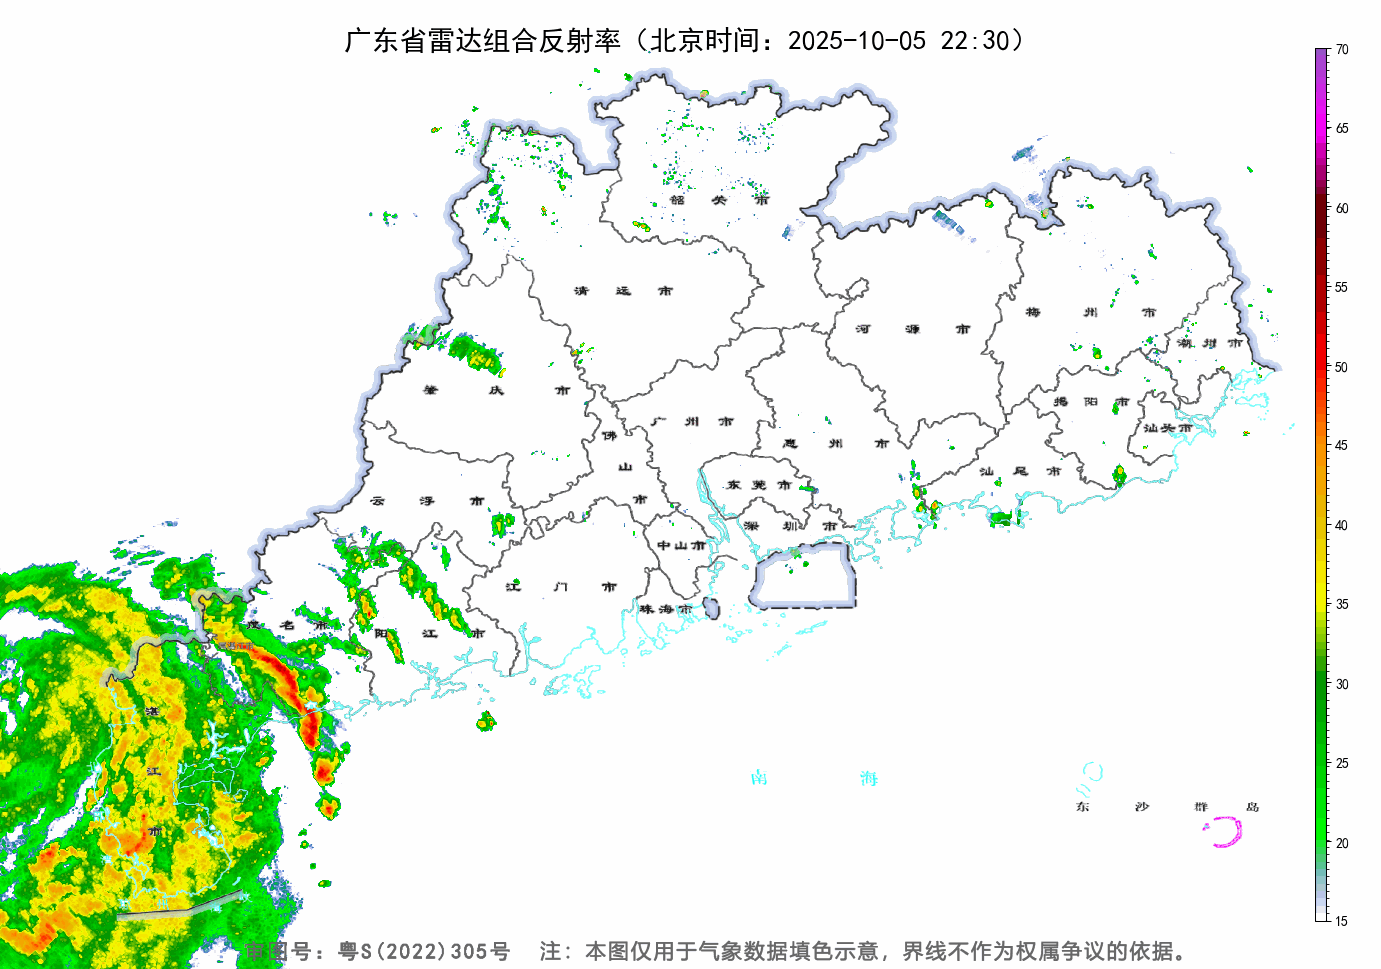 广东省雷达组合反射率（北京时间：2025-10-05 22:30）
70
65
60
55
50
45
40
35
30
25
20
15
韶关市
清远市
河源市
梅州市
潮州市
肇庆市
广州市
揭阳市
汕头市
佛山市
惠州市
汕尾市
东莞市
云浮市
深圳市
中山市
江门市
珠海市
茂名市
阳江市
湛江市
南海
东沙群岛
审图号：粤S(2022)305号 注：本图仅用于气象数据填色示意，界线不作为权属争议的依据。